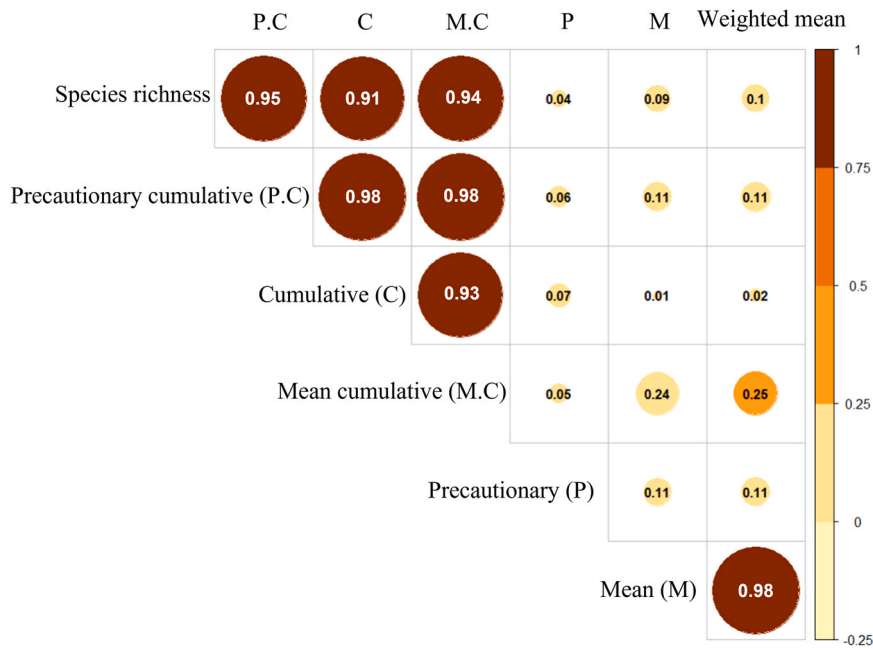 P.C C M.C P M Weighted mean
Species richness 0.95 0.91 0.94 0.04 0.09 0.1
Precautionary cumulative (P.C) 0.98 0.98 0.06 0.11 0.11
Cumulative (C) 0.93 0.07 0.01 0.02
Mean cumulative (M.C) 0.05 0.24 0.25
Precautionary (P) 0.11 0.11
Mean (M) 0.98
1
0.75
0.5
0.25
0
-0.25